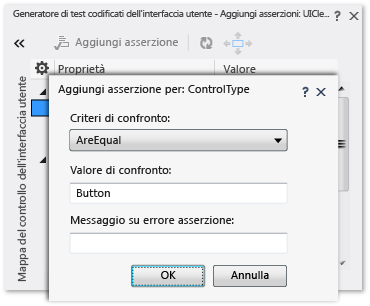 Generatore di test codificati dell'interfaccia utente - Aggiungi asserzioni: UICle...
Aggiungi asserzione
Proprietà
Valore
Mappa del controllo dell'interfaccia utente
Aggiungi asserzione per: ControlType
Criteri di confronto:
AreEqual
Valore di confronto:
Button
Messaggio su errore asserzione:
OK
Annulla